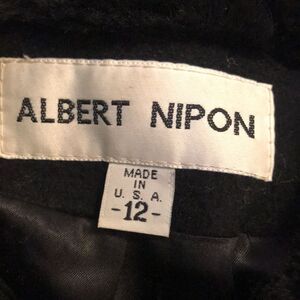 ALBERT NIPON
MADE
IN
U. S. A.
-12-